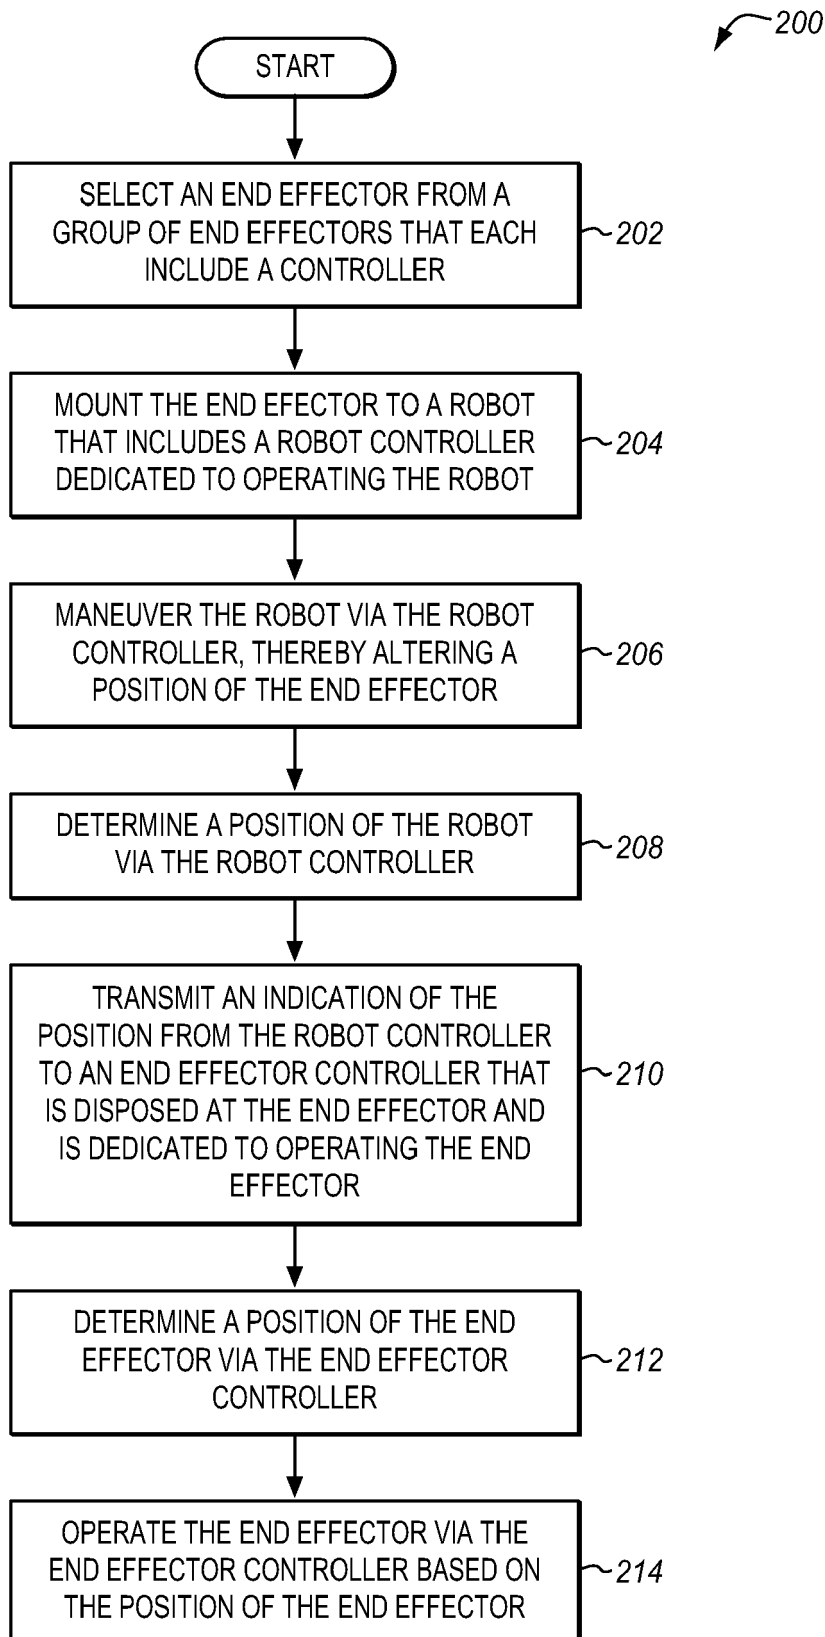 200
START
SELECT AN END EFFECTOR FROM A
GROUP OF END EFFECTORS THAT EACH
INCLUDE A CONTROLLER
202
MOUNT THE END EFECTOR TO A ROBOT
THAT INCLUDES A ROBOT CONTROLLER
DEDICATED TO OPERATING THE ROBOT
204
MANEUVER THE ROBOT VIA THE ROBOT
CONTROLLER, THEREBY ALTERING A
POSITION OF THE END EFFECTOR
206
DETERMINE A POSITION OF THE ROBOT
VIA THE ROBOT CONTROLLER
208
TRANSMIT AN INDICATION OF THE
POSITION FROM THE ROBOT CONTROLLER
TO AN END EFFECTOR CONTROLLER THAT
IS DISPOSED AT THE END EFFECTOR AND
IS DEDICATED TO OPERATING THE END
EFFECTOR
210
DETERMINE A POSITION OF THE END
EFFECTOR VIA THE END EFFECTOR
CONTROLLER
212
OPERATE THE END EFFECTOR VIA THE
END EFFECTOR CONTROLLER BASED ON
THE POSITION OF THE END EFFECTOR
214